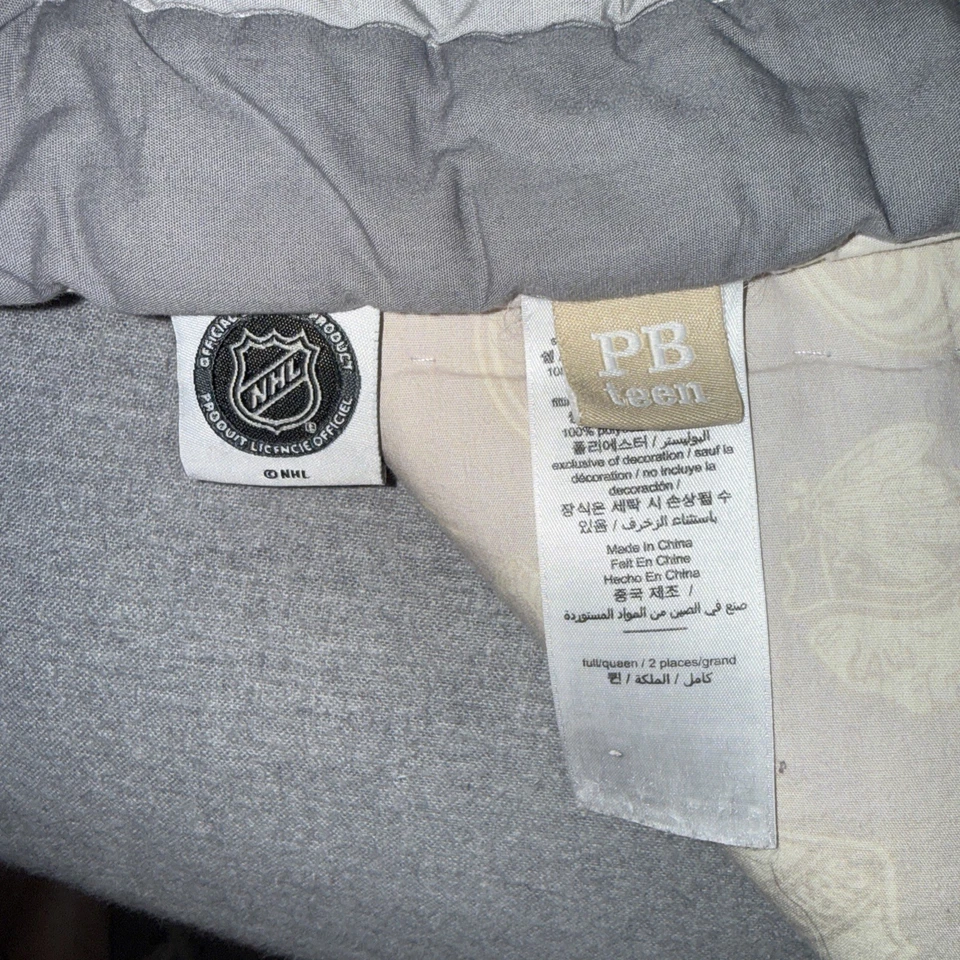 OFFICIAL PRODUCT
NHL
PRODUIT LICENCIÉ OFFICIEL
®
© NHL
PB
teen
100%
폴리에스터 / البوليستر
exclusive of decoration / sauf la
décoration / no incluye la
decoración /
장식은 세탁 시 손상될 수
있음 / باستثناء الزخرف
Made in China
Fait En Chine
Hecho En China
중국 제조 /
صنع في الصين من المواد المستوردة
full/queen / 2 places/grand
퀸 / كامل / الملكة